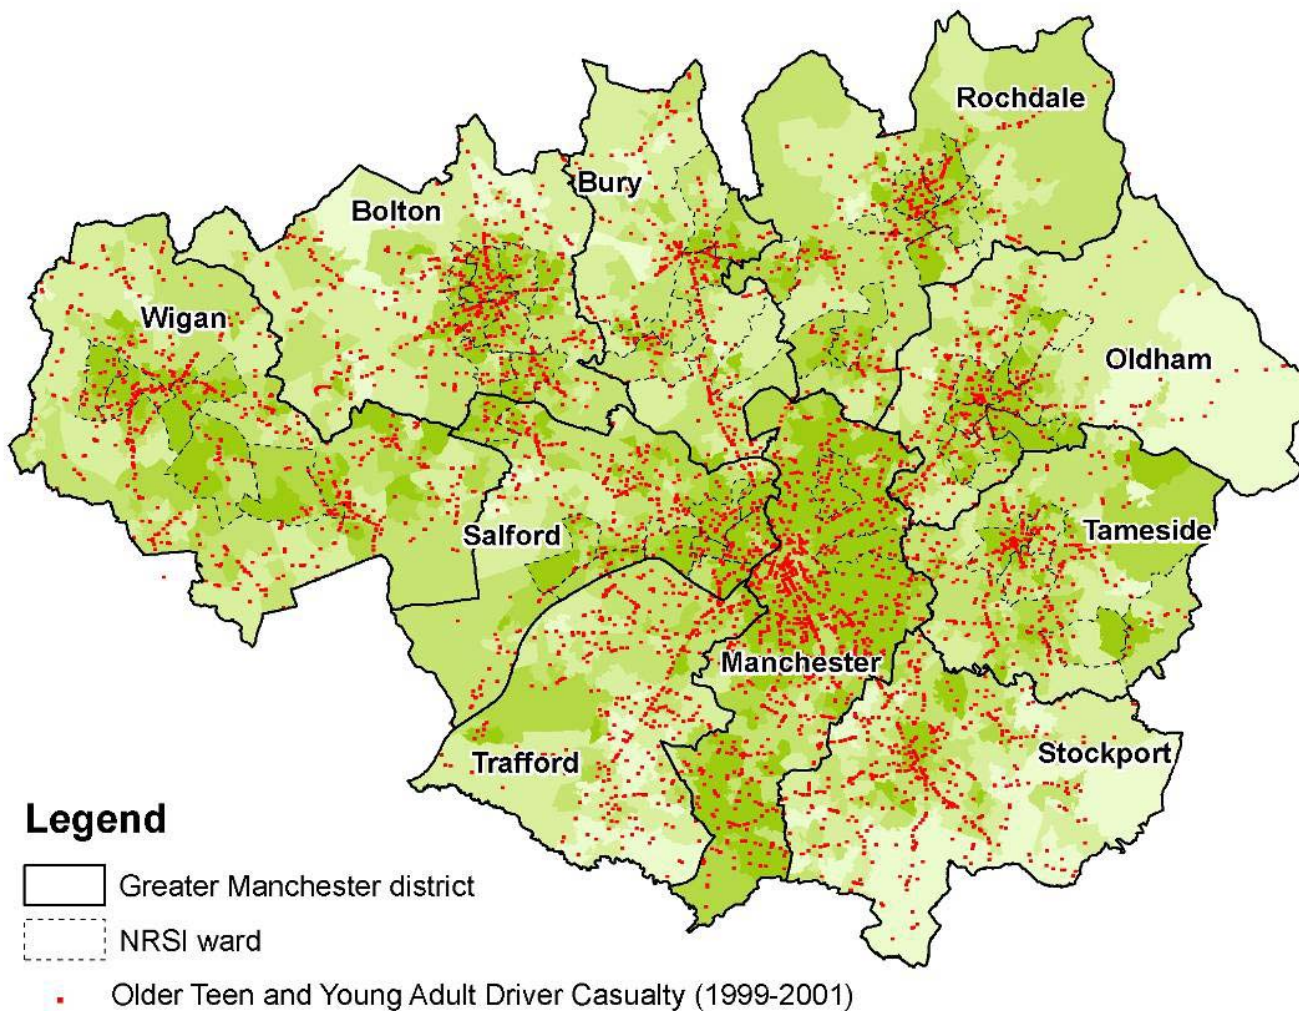 Rochdale
Bury
Bolton
Wigan
Oldham
Salford
Tameside
Manchester
Stockport
Trafford
Legend
Greater Manchester district
NRSI ward
Older Teen and Young Adult Driver Casualty (1999-2001)